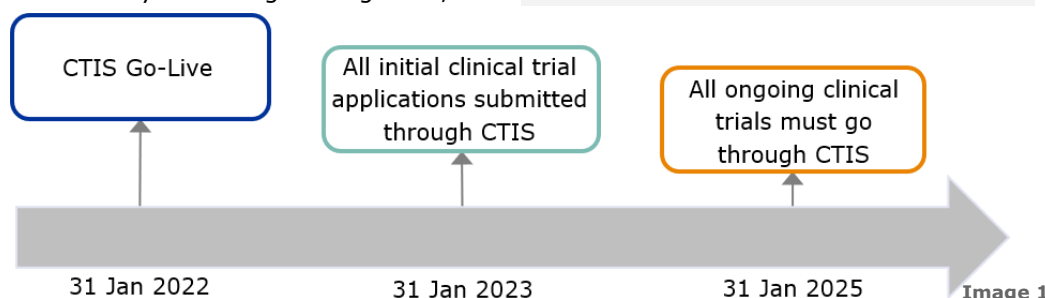 CTIS Go-Live
All initial clinical trial
applications submitted
through CTIS
All ongoing clinical
trials must go
through CTIS
31 Jan 2022
31 Jan 2023
31 Jan 2025
Image 1